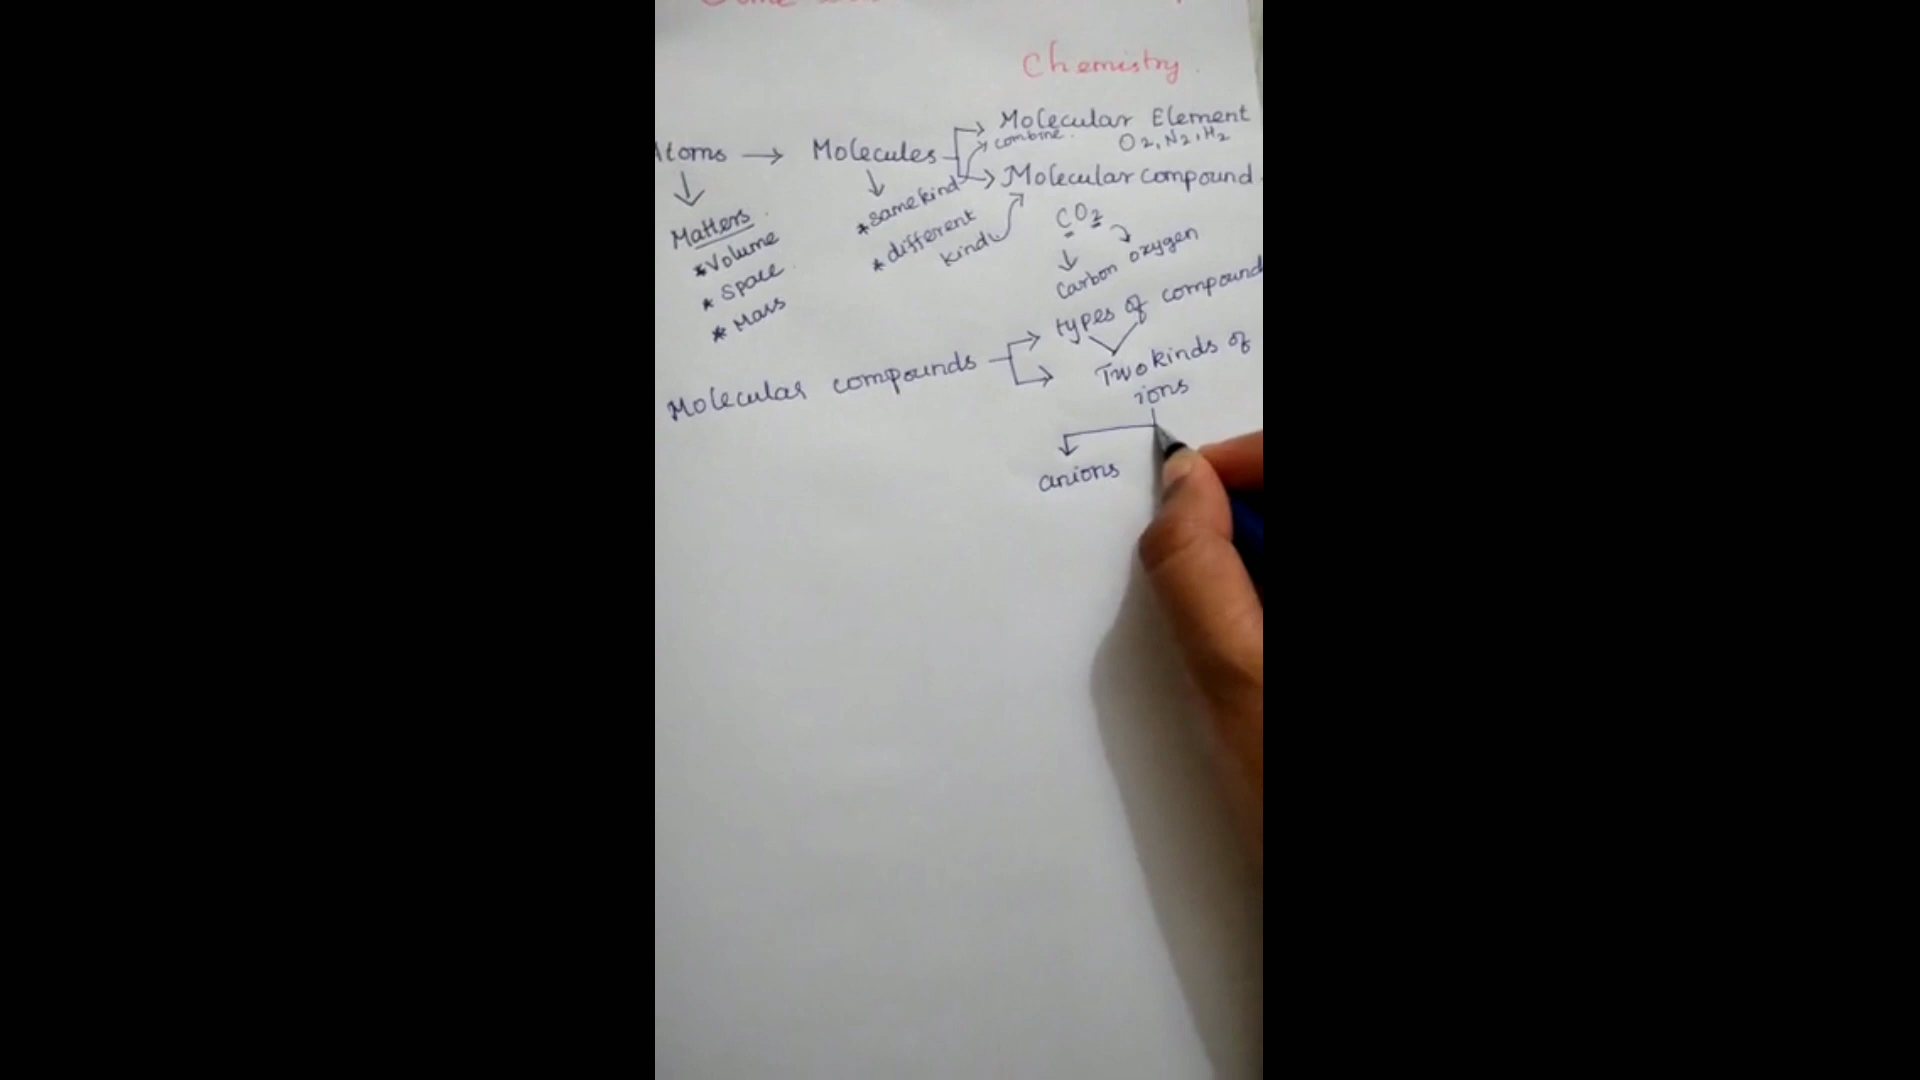 Chemistry.
Atoms → Molecules → Molecular Element
combine.
O2, N2, H2
→ Molecular compound.
Matters.
*Volume
* Space
* Mass
*same kind
* different
kind
CO2
Carbon oxygen
Molecular compounds → types of compound
Two kinds of
ions
anions